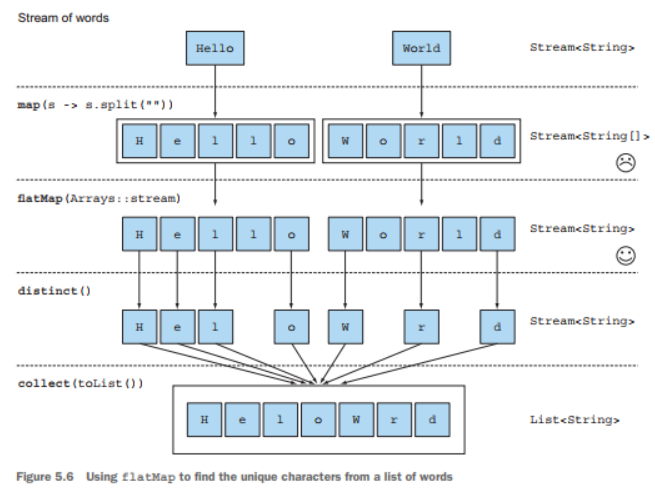 Stream of words
Hello World Stream<String>
map(s -> s.split(""))
H e l l o W o r l d Stream<String[]>
flatMap(Arrays::stream)
H e l l o W o r l d Stream<String>
distinct()
H e l o W r d Stream<String>
collect(toList())
H e l o W r d List<String>
Figure 5.6 Using flatMap to find the unique characters from a list of words